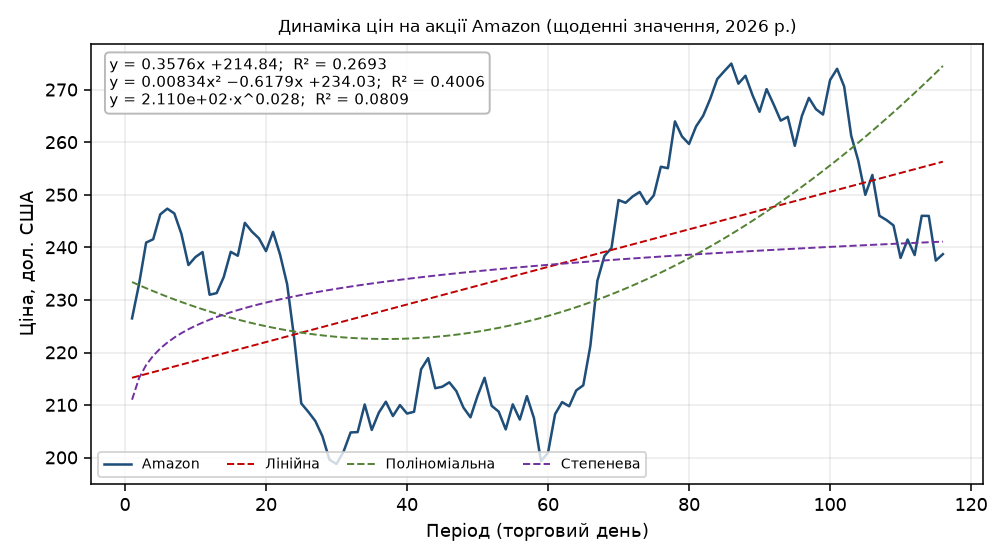 Динаміка цін на акції Amazon (щоденні значення, 2026 р.)
y = 0.3576x +214.84;  R² = 0.2693
y = 0.00834x² −0.6179x +234.03;  R² = 0.4006
y = 2.110e+02·x^0.028;  R² = 0.0809
Ціна, дол. США
270
260
250
240
230
220
210
200
Amazon
Лінійна
Поліноміальна
Степенева
0 20 40 60 80 100 120
Період (торговий день)